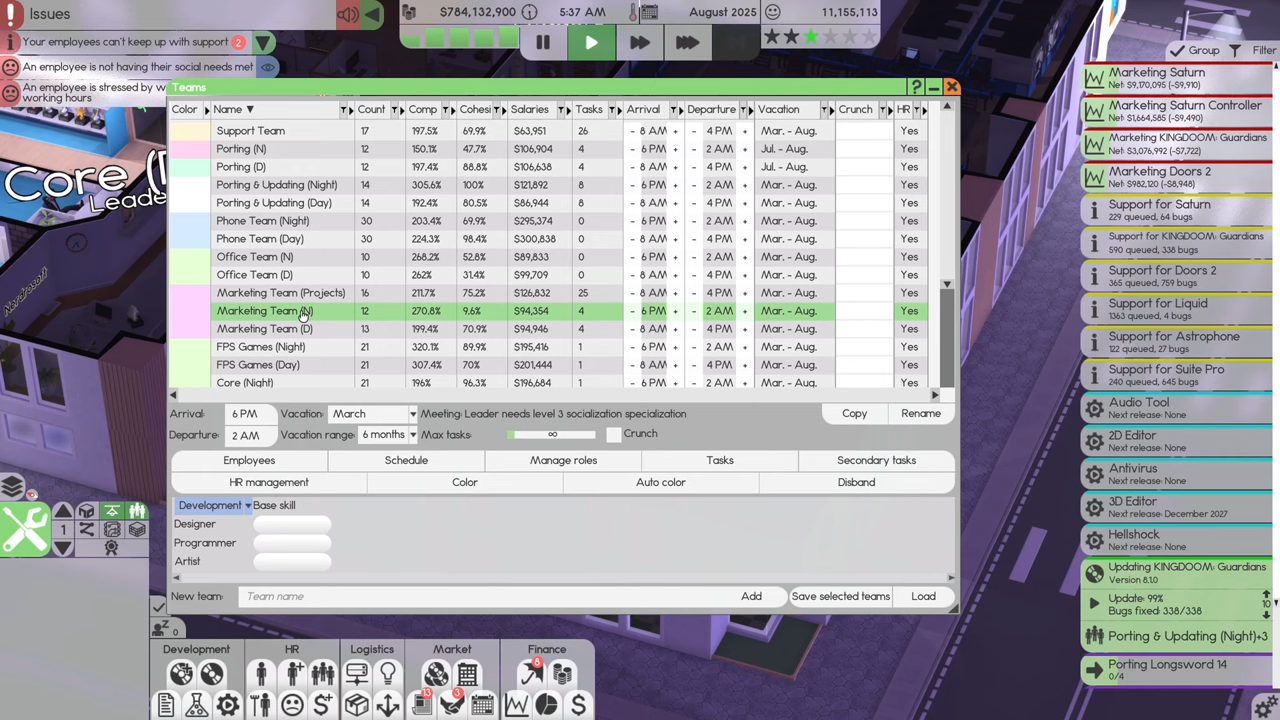 Issues
Your employees can't keep up with support 2
An employee is not having their social needs met
An employee is stressed by w
working hours
$784,132,900 5:37 AM August 2025 11,155,113
Group Filter
Core (
Leade
Teams ?
Color Name Count Comp Cohesi Salaries Tasks Arrival Departure Vacation Crunch HR
Support Team 17 197.5% 69.9% $63,951 26 - 8 AM + - 4 PM + Mar. - Aug. Yes
Porting (N) 12 150.1% 47.7% $106,904 4 - 6 PM + - 2 AM + Jul. - Aug. Yes
Porting (D) 12 197.4% 88.8% $106,638 4 - 8 AM + - 4 PM + Jul. - Aug. Yes
Porting & Updating (Night) 14 305.6% 100% $121,892 8 - 6 PM + - 2 AM + Mar. - Aug. Yes
Porting & Updating (Day) 14 192.4% 80.5% $86,944 8 - 8 AM + - 4 PM + Mar. - Aug. Yes
Phone Team (Night) 30 203.4% 69.9% $295,374 0 - 6 PM + - 2 AM + Mar. - Aug. Yes
Phone Team (Day) 30 224.3% 98.4% $300,838 0 - 8 AM + - 4 PM + Mar. - Aug. Yes
Office Team (N) 10 168.2% 52.8% $89,833 0 - 6 PM + - 2 AM + Mar. - Aug. Yes
Office Team (D) 10 262% 31.4% $99,709 0 - 8 AM + - 4 PM + Mar. - Aug. Yes
Marketing Team (Projects) 16 211.7% 75.2% $126,832 25 - 8 AM + - 4 PM + Mar. - Aug. Yes
Marketing Team (N) 12 270.8% 9.6% $94,354 4 - 6 PM + - 2 AM + Mar. - Aug. Yes
Marketing Team (D) 13 199.4% 70.9% $94,946 4 - 8 AM + - 4 PM + Mar. - Aug. Yes
FPS Games (Night) 21 320.1% 89.9% $195,416 1 - 6 PM + - 2 AM + Mar. - Aug. Yes
FPS Games (Day) 21 307.4% 70% $201,444 1 - 8 AM + - 4 PM + Mar. - Aug. Yes
Core (Night) 21 196% 96.3% $196,684 1 - 6 PM + - 2 AM + Mar. - Aug. Yes
Arrival: 6 PM Vacation: March Meeting: Leader needs level 3 socialization specialization Copy Rename
Departure: 2 AM Vacation range: 6 months Max tasks: ∞ Crunch
Employees Schedule Manage roles Tasks Secondary tasks
HR management Color Auto color Disband
Development Base skill
Designer
Programmer
Artist
New team: Team name Add Save selected teams Load
Marketing Saturn
Net: $9,170,095 (-$9,910)
Marketing Saturn Controller
Net: $1,664,585 (-$9,490)
Marketing KINGDOOM: Guardians
Net: $3,076,992 (-$7,722)
Marketing Doors 2
Net: $982,120 (-$8,948)
Support for Saturn
229 queued, 64 bugs
Support for KINGDOOM: Guardians
590 queued, 338 bugs
Support for Doors 2
365 queued, 759 bugs
Support for Liquid
1363 queued, 4 bugs
Support for Astrophone
122 queued, 27 bugs
Support for Suite Pro
240 queued, 645 bugs
Audio Tool
Next release: None
2D Editor
Next release: None
Antivirus
Next release: None
3D Editor
Next release: December 2027
Hellshock
Next release: None
Updating KINGDOOM: Guardians
Version 8.1.0
Update: 99%
Bugs fixed: 338/338
10
Porting & Updating (Night)+3
Porting Longsword 14
0/4
1
0
Development HR Logistics Market Finance
8
13 3